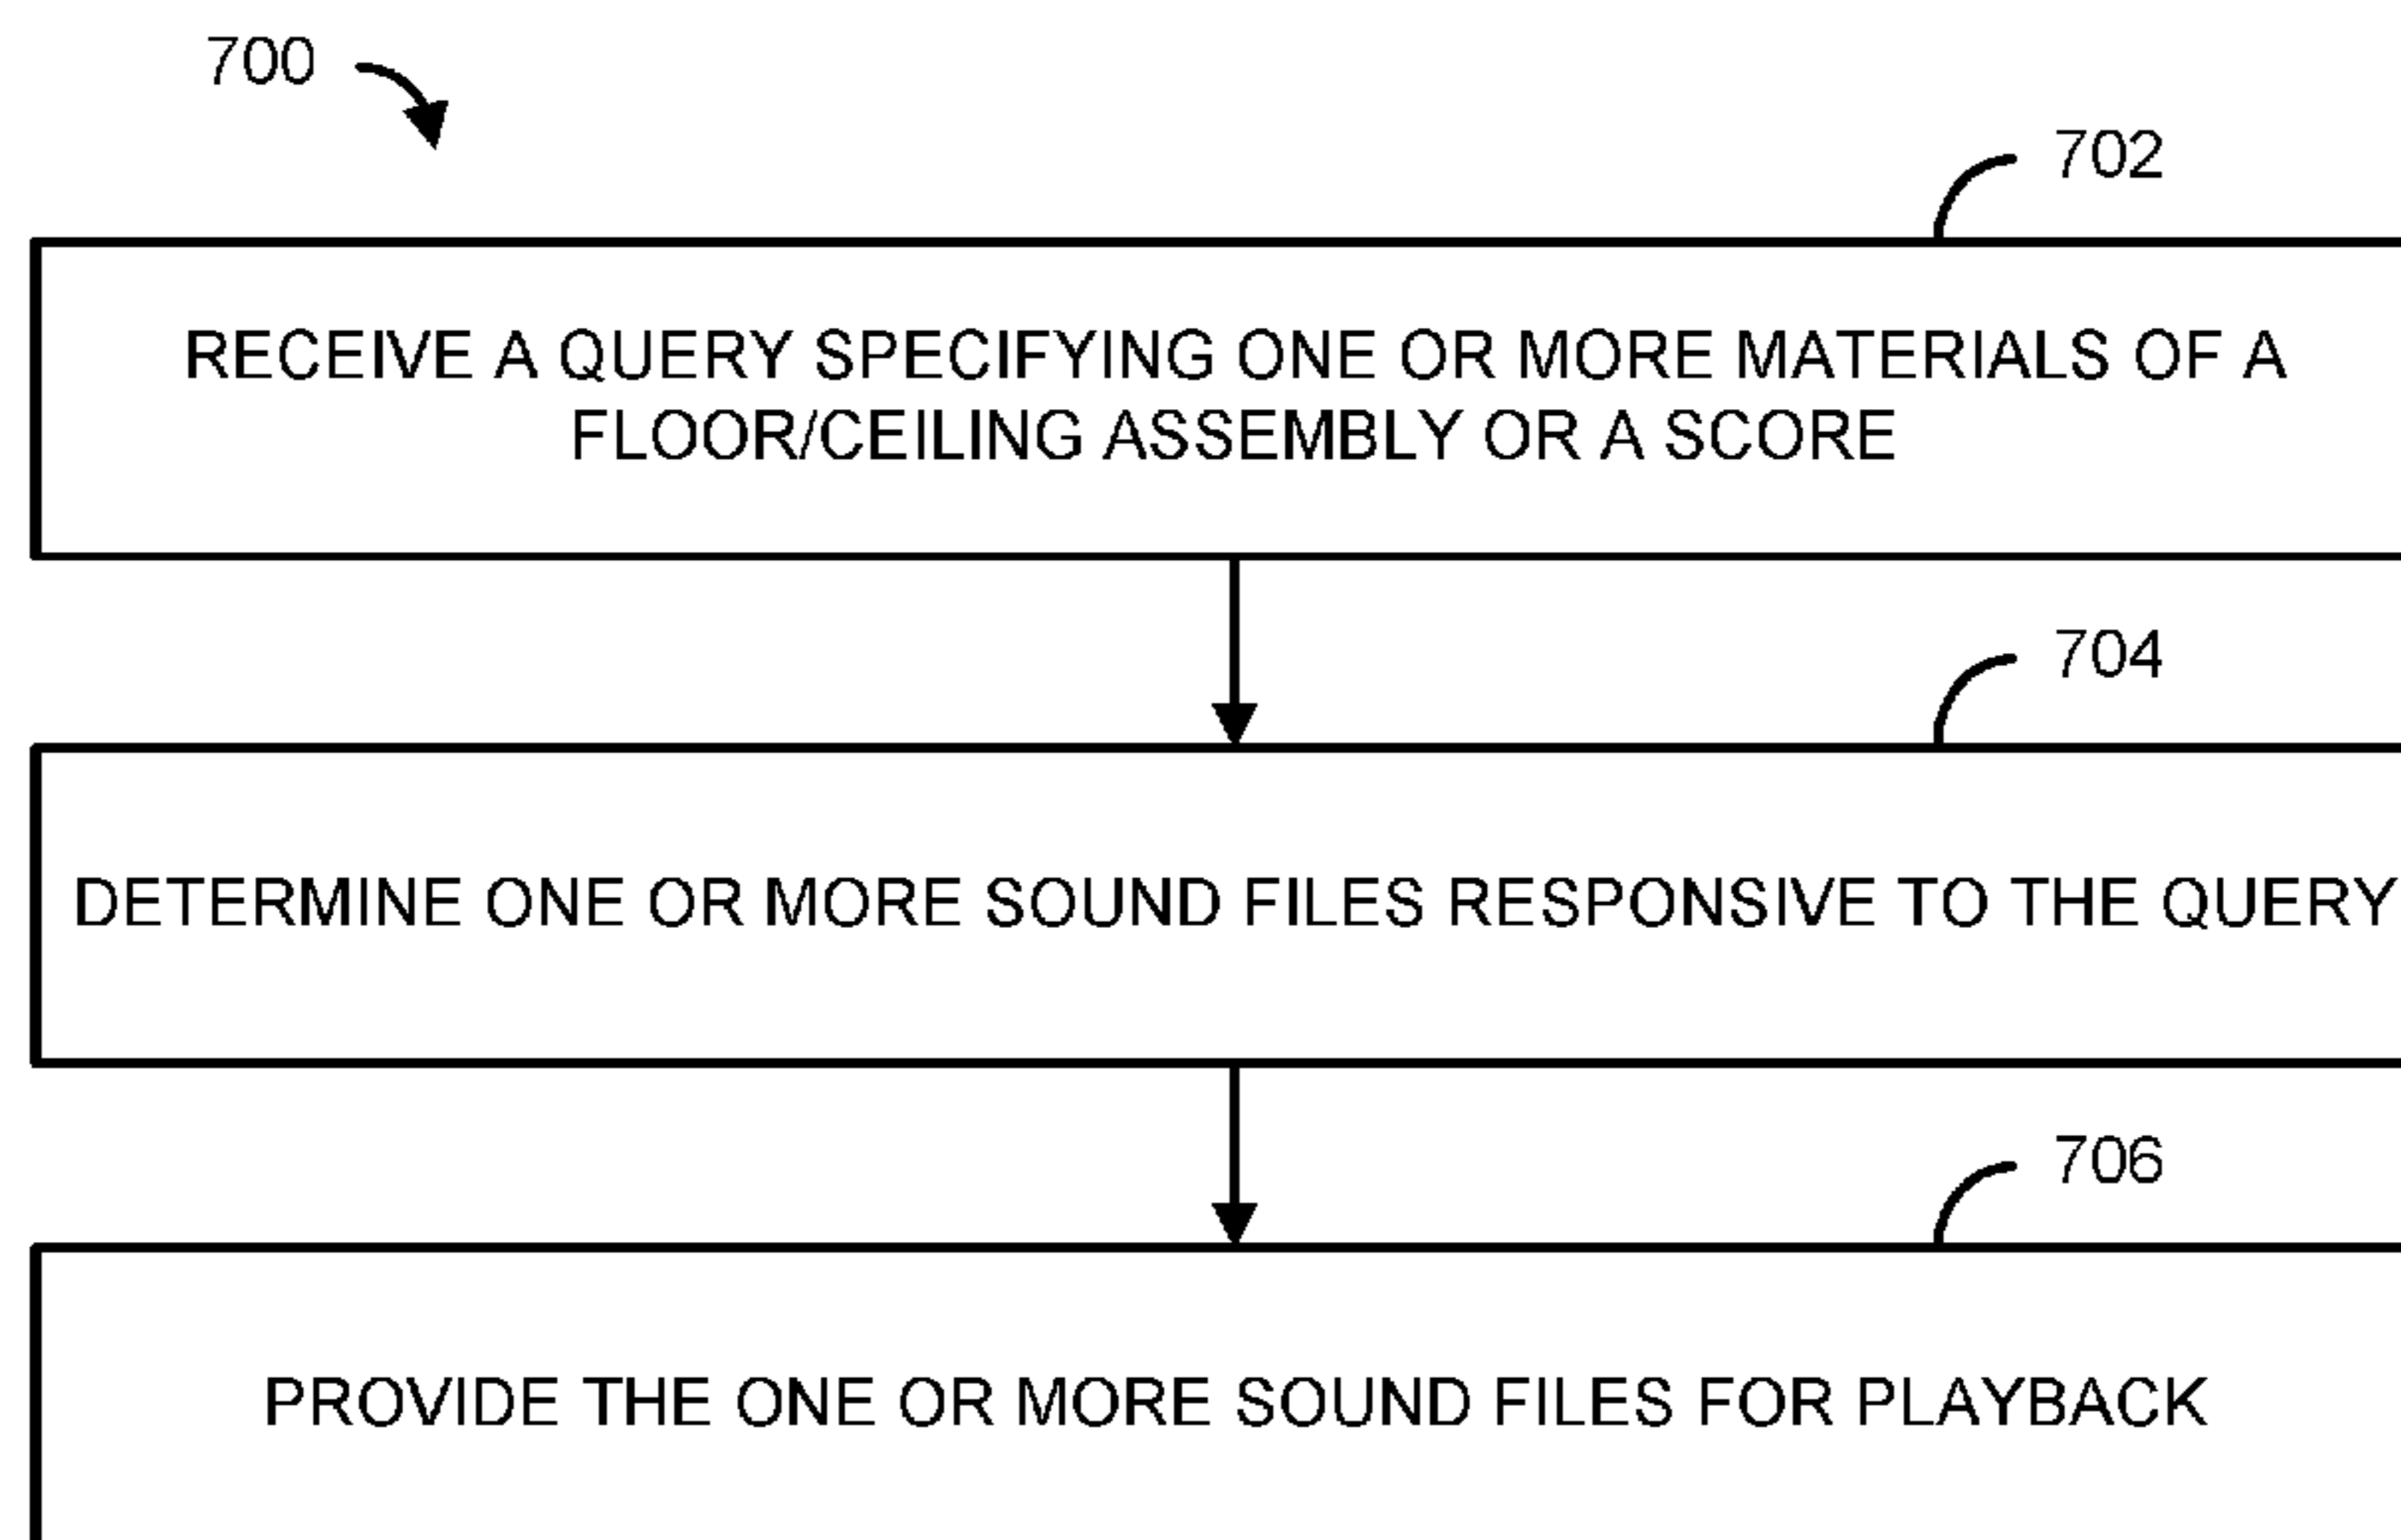 700
702
RECEIVE A QUERY SPECIFYING ONE OR MORE MATERIALS OF A
FLOOR/CEILING ASSEMBLY OR A SCORE
704
DETERMINE ONE OR MORE SOUND FILES RESPONSIVE TO THE QUERY
706
PROVIDE THE ONE OR MORE SOUND FILES FOR PLAYBACK